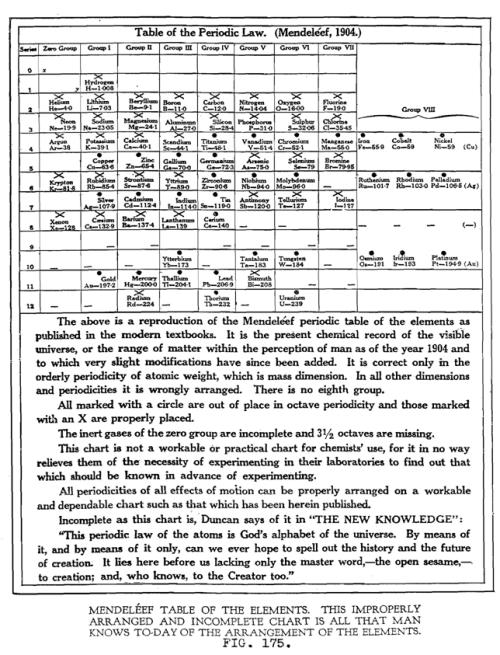 Table of the Periodic Law. (Mendeleéf, 1904.)
Series Zero Group Group I Group II Group III Group IV Group V Group VI Group VII
0 x
1 y Hydrogen H—1·008
2 Helium He—4·0 Lithium Li—7·03 Beryllium Be—9·1 Boron B—11·0 Carbon C—12·0 Nitrogen N—14·04 Oxygen O—16·00 Fluorine F—19·0 Group VIII
3 Neon Ne—19·9 Sodium Na—23·05 Magnesium Mg—24·1 Aluminum Al—27·0 Silicon Si—28·4 Phosphorus P—31·0 Sulphur S—32·06 Chlorine Cl—35·45
4 Argon Ar—38 Potassium K—39·1 Calcium Ca—40·1 Scandium Sc—44·1 Titanium Ti—48·1 Vanadium V—51·4 Chromium Cr—52·1 Manganese Mn—55·0 Iron Fe—55·9 Cobalt Co—59 Nickel Ni—59 (Cu)
5 Copper Cu—63·6 Zinc Zn—65·4 Gallium Ga—70·0 Germanium Ge—72·3 Arsenic As—75·0 Selenium Se—79 Bromine Br—79·95
6 Krypton Kr—81·8 Rubidium Rb—85·4 Strontium Sr—87·6 Yttrium Y—89·0 Zirconium Zr—90·6 Niobium Nb—94·0 Molybdenum Mo—96·0 — Ruthenium Ru—101·7 Rhodium Rh—103·0 Palladium Pd—106·5 (Ag)
7 Silver Ag—107·9 Cadmium Cd—112·4 Indium In—114·0 Tin Sn—119·0 Antimony Sb—120·0 Tellurium Te—127 Iodine I—127
8 Xenon Xe—128 Cæsium Cs—132·9 Barium Ba—137·4 Lanthanum La—139 Cerium Ce—140 — — — — — — (—)
9 — — — — — — —
10 — — — Ytterbium Yb—173 — Tantalum Ta—183 Tungsten W—184 — Osmium Os—191 Iridium Ir—193 Platinum Pt—194·9 (Au)
11 Gold Au—197·2 Mercury Hg—200·0 Thallium Tl—204·1 Lead Pb—206·9 Bismuth Bi—208 — —
12 — — Radium Rd—224 — Thorium Th—232 — Uranium U—239
The above is a reproduction of the Mendeléef periodic table of the elements as
published in the modern textbooks. It is the present chemical record of the visible
universe, or the range of matter within the perception of man as of the year 1904 and
to which very slight modifications have since been added. It is correct only in the
orderly periodicity of atomic weight, which is mass dimension. In all other dimensions
and periodicities it is wrongly arranged. There is no eighth group.
All marked with a circle are out of place in octave periodicity and those marked
with an X are properly placed.
The inert gases of the zero group are incomplete and 3½ octaves are missing.
This chart is not a workable or practical chart for chemists' use, for it in no way
relieves them of the necessity of experimenting in their laboratories to find out that
which should be known in advance of experimenting.
All periodicities of all effects of motion can be properly arranged on a workable
and dependable chart such as that which has been herein published.
Incomplete as this chart is, Duncan says of it in "THE NEW KNOWLEDGE":
"This periodic law of the atoms is God's alphabet of the universe. By means of
it, and by means of it only, can we ever hope to spell out the history and the future
of creation. It lies here before us lacking only the master word,—the open sesame,—
to creation; and, who knows, to the Creator too."
MENDELÉEF TABLE OF THE ELEMENTS. THIS IMPROPERLY
ARRANGED AND INCOMPLETE CHART IS ALL THAT MAN
KNOWS TO-DAY OF THE ARRANGEMENT OF THE ELEMENTS.
FIG. 175.